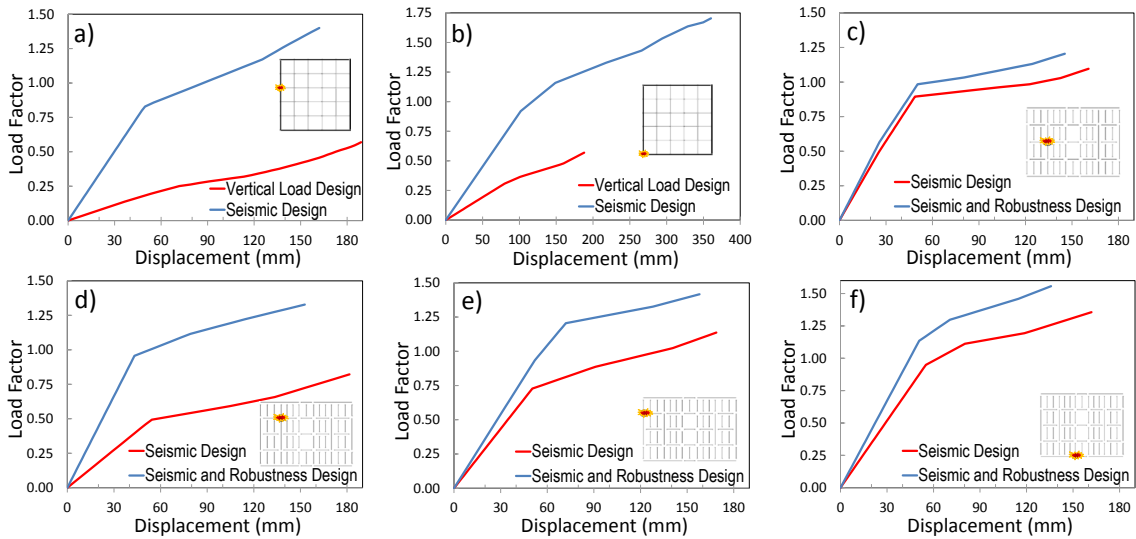 a)
Load Factor
1.50
1.25
1.00
0.75
0.50
0.25
0.00
Vertical Load Design
Seismic Design
0 30 60 90 120 150 180
Displacement (mm)
b)
Load Factor
1.75
1.50
1.25
1.00
0.75
0.50
0.25
0.00
Vertical Load Design
Seismic Design
0 50 100 150 200 250 300 350 400
Displacement (mm)
c)
Load Factor
1.50
1.25
1.00
0.75
0.50
0.25
0.00
Seismic Design
Seismic and Robustness Design
0 30 60 90 120 150 180
Displacement (mm)
d)
Load Factor
1.50
1.25
1.00
0.75
0.50
0.25
0.00
Seismic Design
Seismic and Robustness Design
0 30 60 90 120 150 180
Displacement (mm)
e)
Load Factor
1.50
1.25
1.00
0.75
0.50
0.25
0.00
Seismic Design
Seismic and Robustness Design
0 30 60 90 120 150 180
Displacement (mm)
f)
Load Factor
1.50
1.25
1.00
0.75
0.50
0.25
0.00
Seismic Design
Seismic and Robustness Design
0 30 60 90 120 150 180
Displacement (mm)